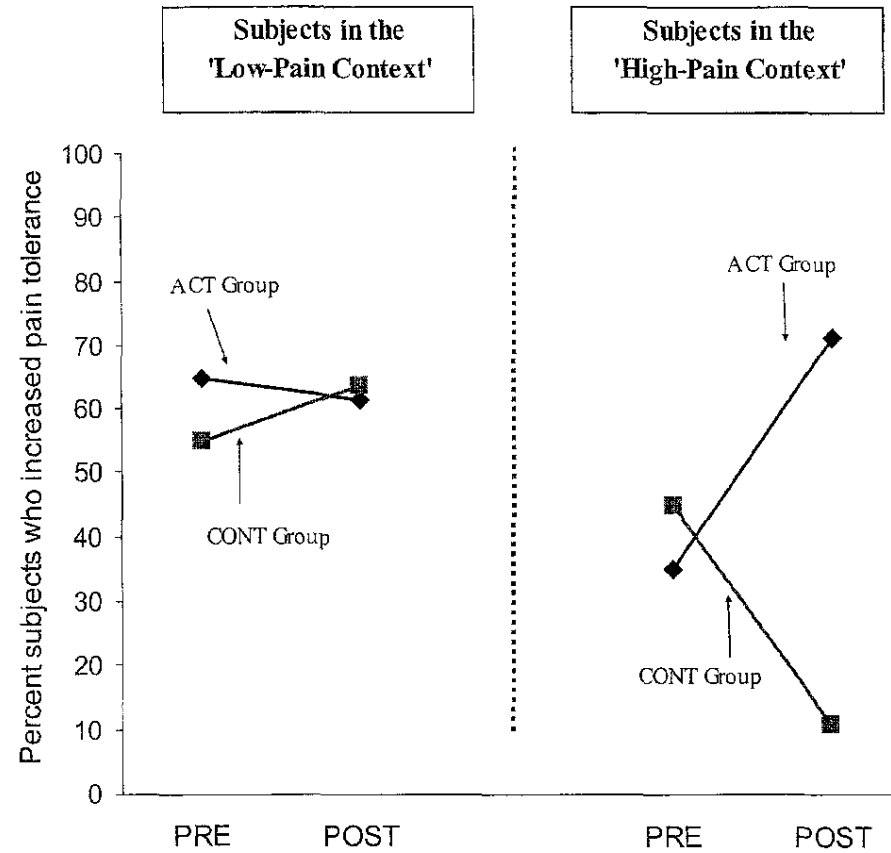 Subjects in the
'Low-Pain Context'
Subjects in the
'High-Pain Context'
Percent subjects who increased pain tolerance
100
90
80
70
60
50
40
30
20
10
0
ACT Group
CONT Group
ACT Group
CONT Group
PRE
POST
PRE
POST